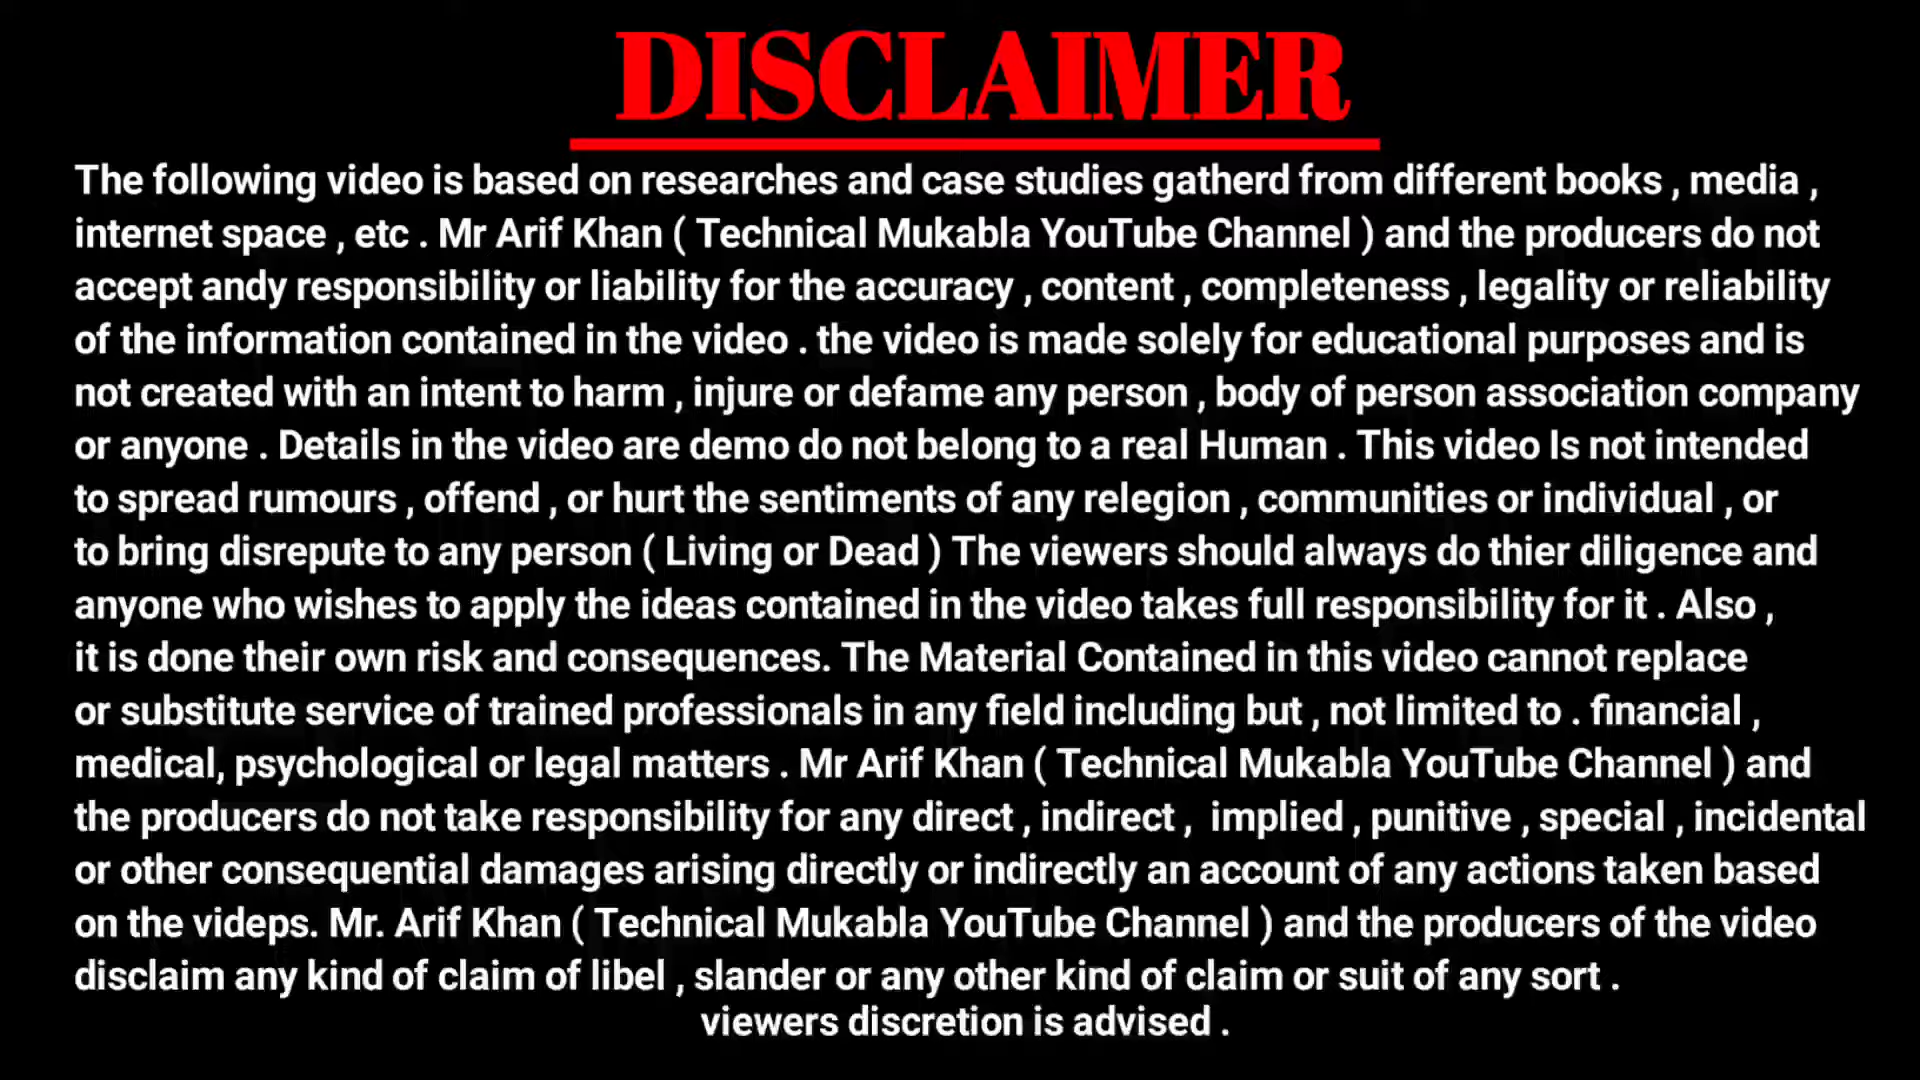 DISCLAIMER
The following video is based on researches and case studies gatherd from different books , media ,
internet space , etc . Mr Arif Khan ( Technical Mukabla YouTube Channel ) and the producers do not
accept andy responsibility or liability for the accuracy , content , completeness , legality or reliability
of the information contained in the video . the video is made solely for educational purposes and is
not created with an intent to harm , injure or defame any person , body of person association company
or anyone . Details in the video are demo do not belong to a real Human . This video Is not intended
to spread rumours , offend , or hurt the sentiments of any relegion , communities or individual , or
to bring disrepute to any person ( Living or Dead ) The viewers should always do thier diligence and
anyone who wishes to apply the ideas contained in the video takes full responsibility for it . Also ,
it is done their own risk and consequences. The Material Contained in this video cannot replace
or substitute service of trained professionals in any field including but , not limited to . financial ,
medical, psychological or legal matters . Mr Arif Khan ( Technical Mukabla YouTube Channel ) and
the producers do not take responsibility for any direct , indirect ,  implied , punitive , special , incidental
or other consequential damages arising directly or indirectly an account of any actions taken based
on the videps. Mr. Arif Khan ( Technical Mukabla YouTube Channel ) and the producers of the video
disclaim any kind of claim of libel , slander or any other kind of claim or suit of any sort .
viewers discretion is advised .